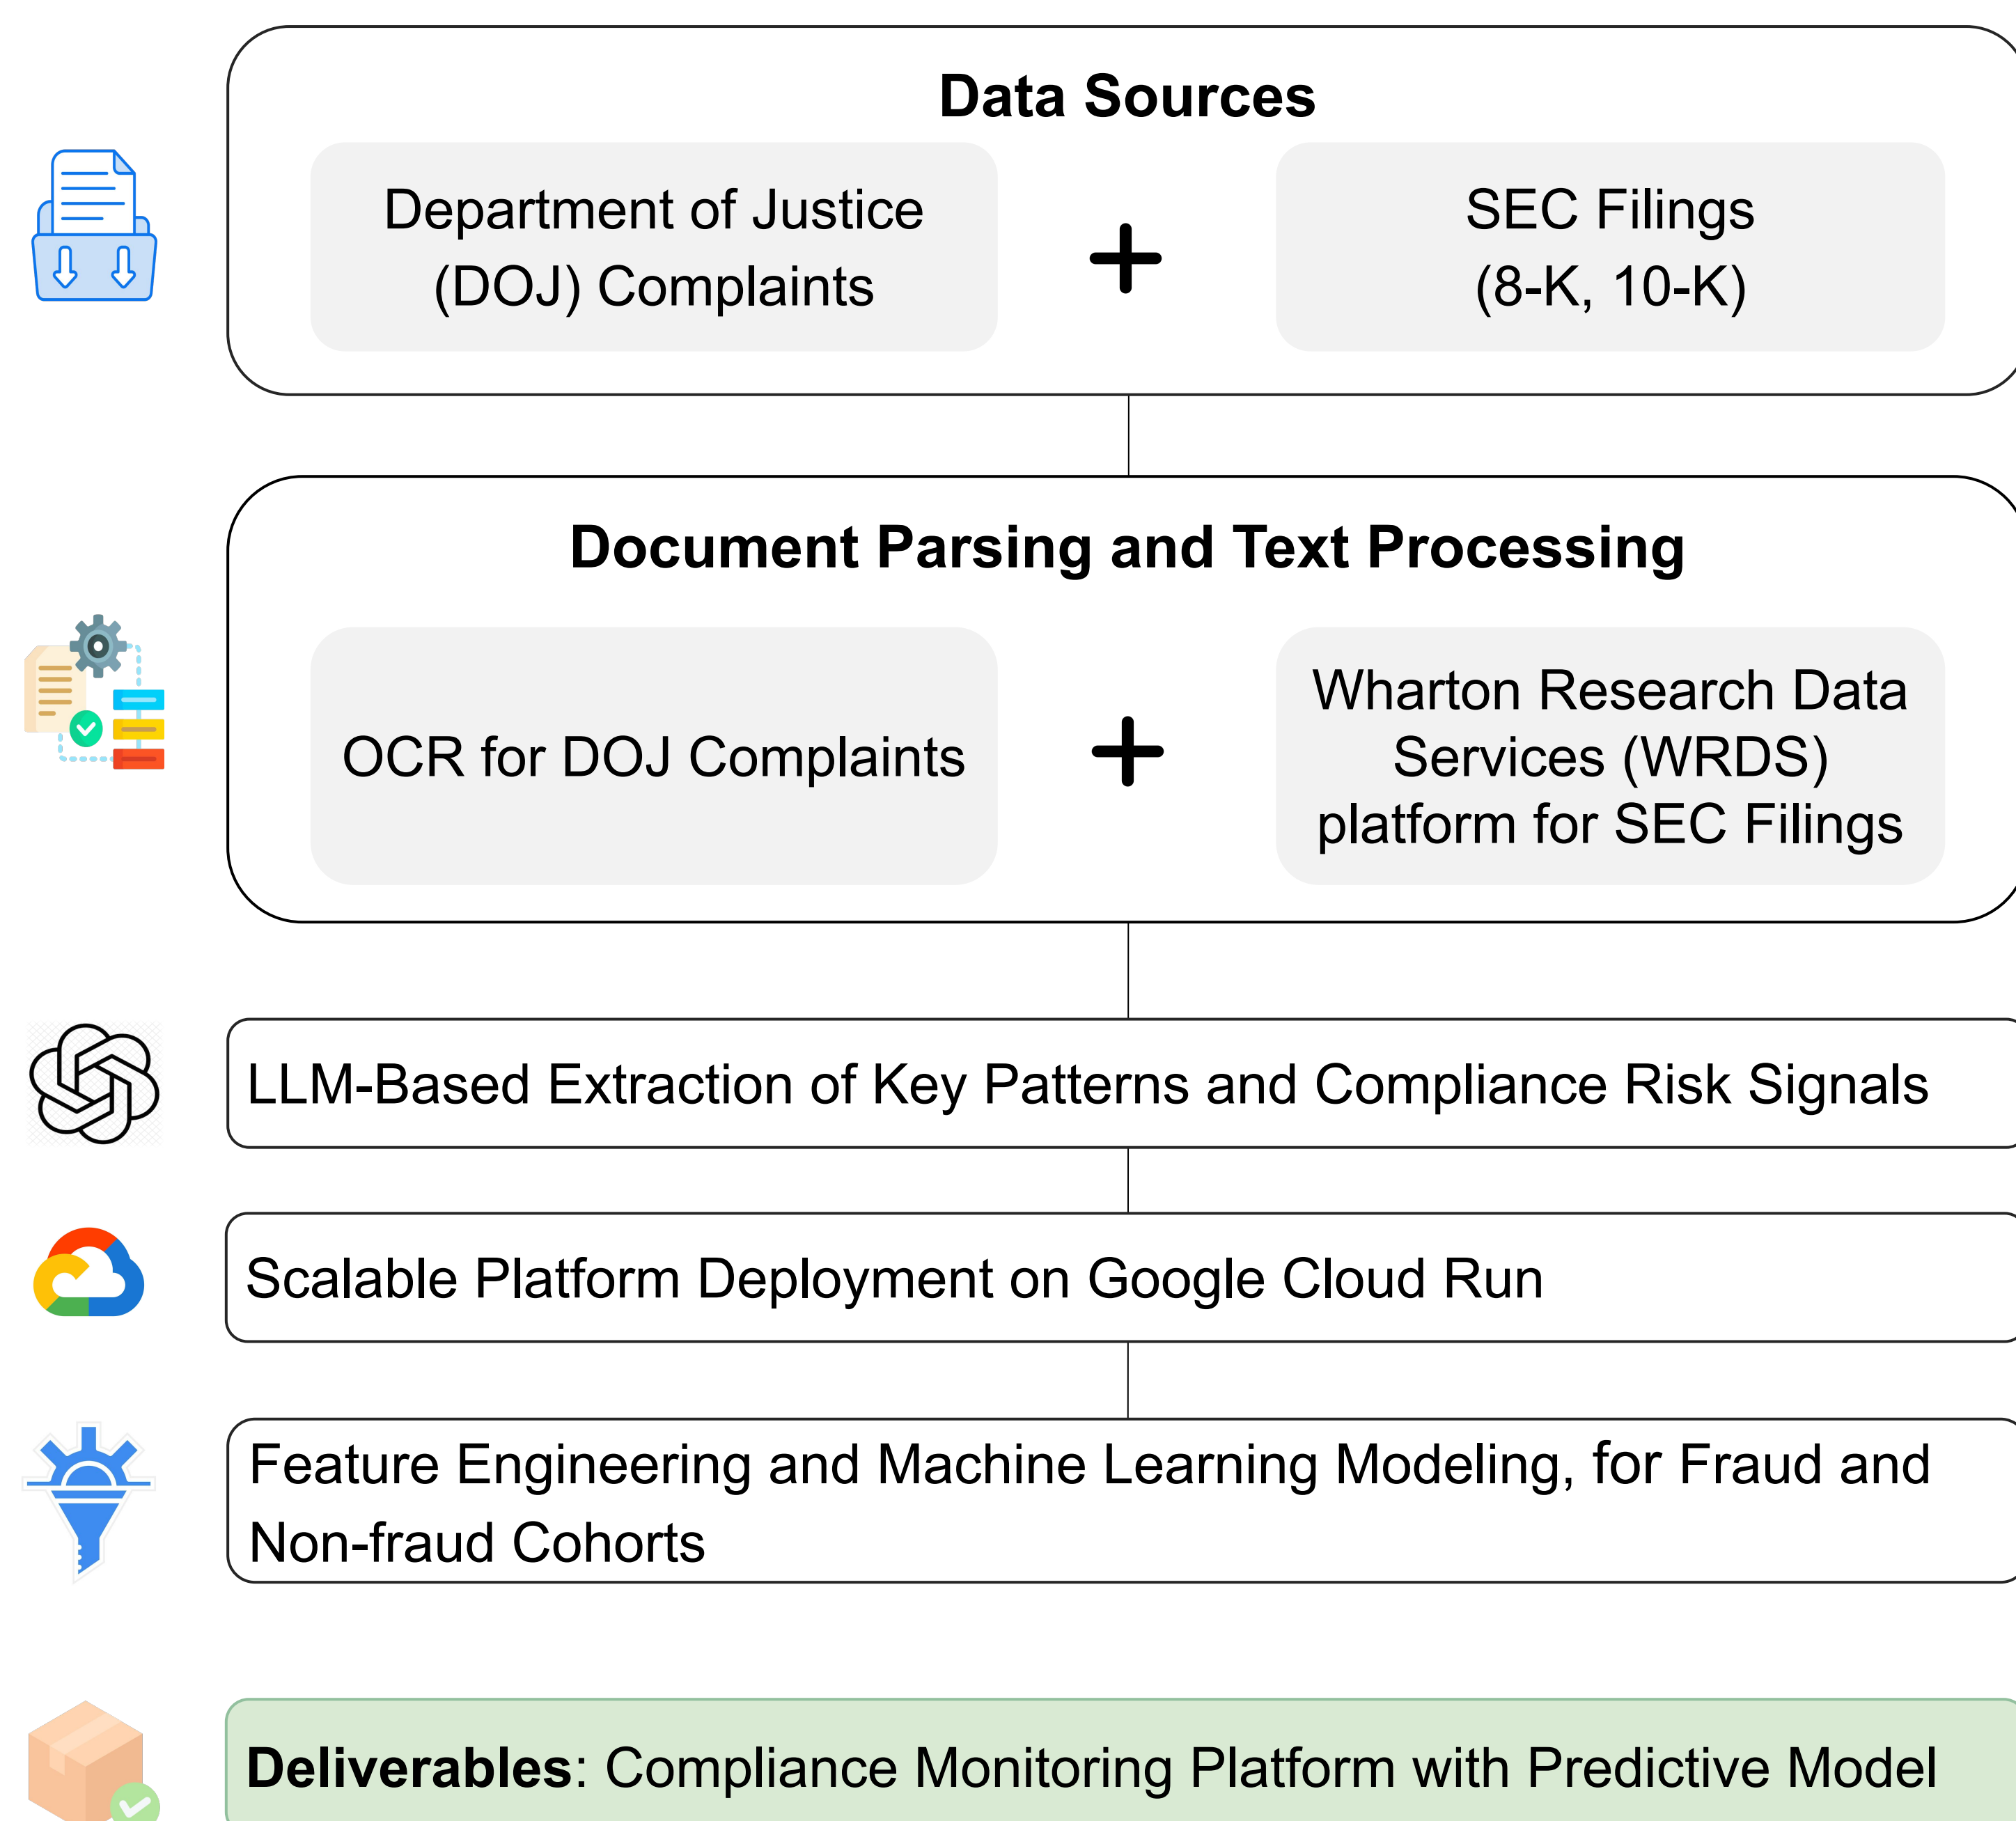 Data Sources
Department of Justice
(DOJ) Complaints
SEC Filings
(8-K, 10-K)
Document Parsing and Text Processing
OCR for DOJ Complaints
Wharton Research Data
Services (WRDS)
platform for SEC Filings
LLM-Based Extraction of Key Patterns and Compliance Risk Signals
Scalable Platform Deployment on Google Cloud Run
Feature Engineering and Machine Learning Modeling, for Fraud and
Non-fraud Cohorts
Deliverables: Compliance Monitoring Platform with Predictive Model